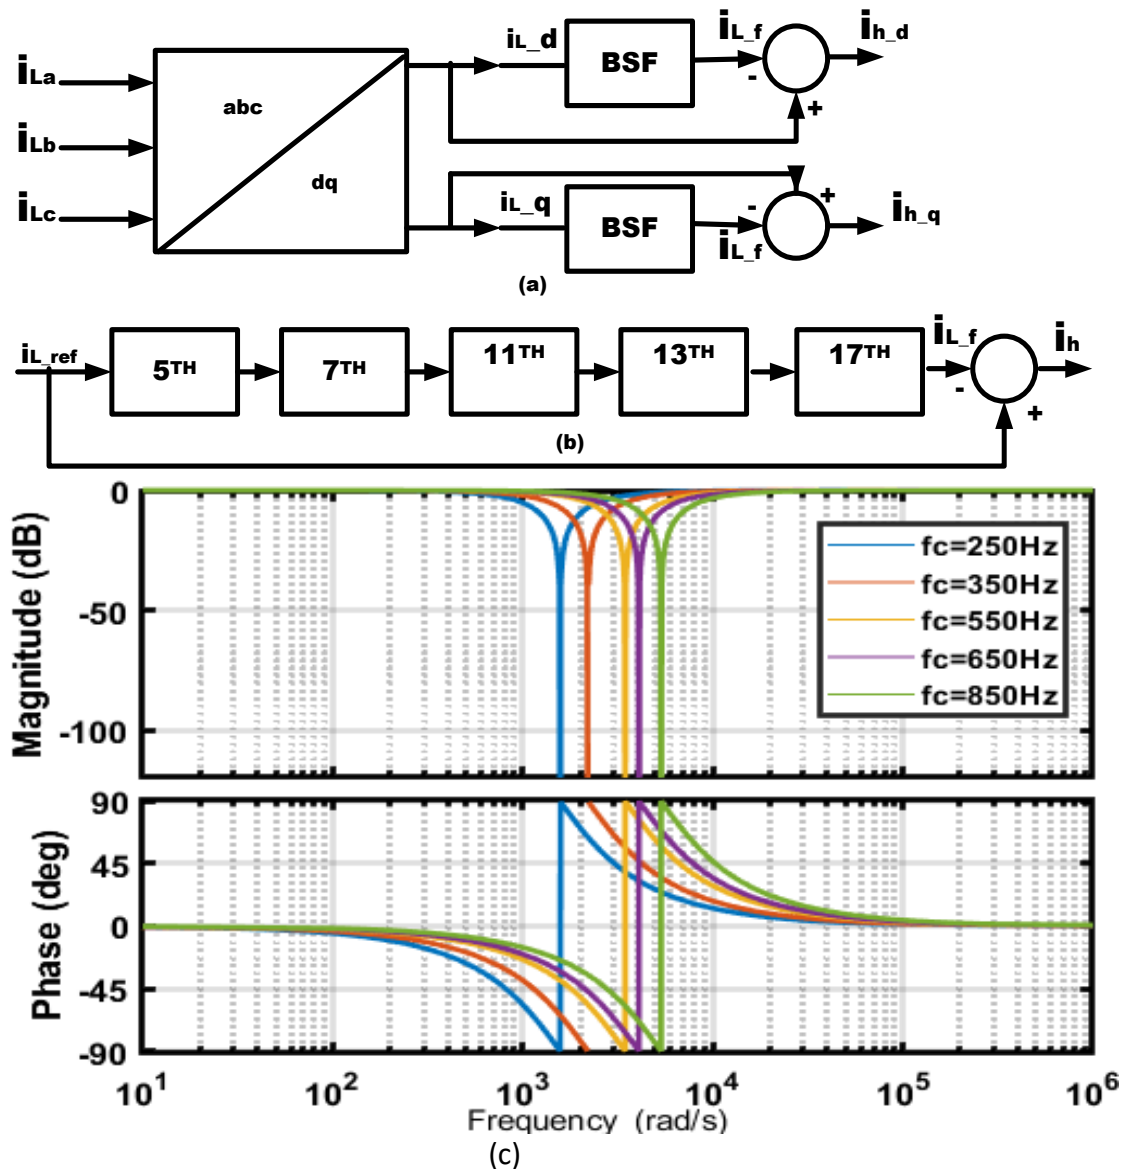 iLa
iLb
iLc
abc
dq
iL_d
BSF
iL_f
-
+
ih_d
iL_q
BSF
-
iL_f
+
ih_q
(a)
iL_ref
5TH
7TH
11TH
13TH
17TH
iL_f
-
+
ih
(b)
Magnitude (dB)
0
-50
-100
fc=250Hz
fc=350Hz
fc=550Hz
fc=650Hz
fc=850Hz
Phase (deg)
90
45
0
-45
-90
10^1 10^2 10^3 10^4 10^5 10^6
Frequency (rad/s)
(c)